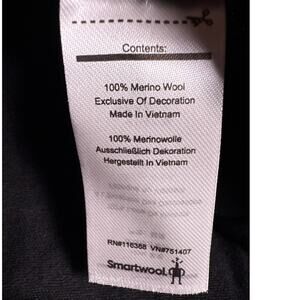 Contents:
100% Merino Wool
Exclusive Of Decoration
Made In Vietnam
100% Merinowolle
Ausschließlich Dekoration
Hergestellt In Vietnam
RN#116368 VN#751407
Smartwool